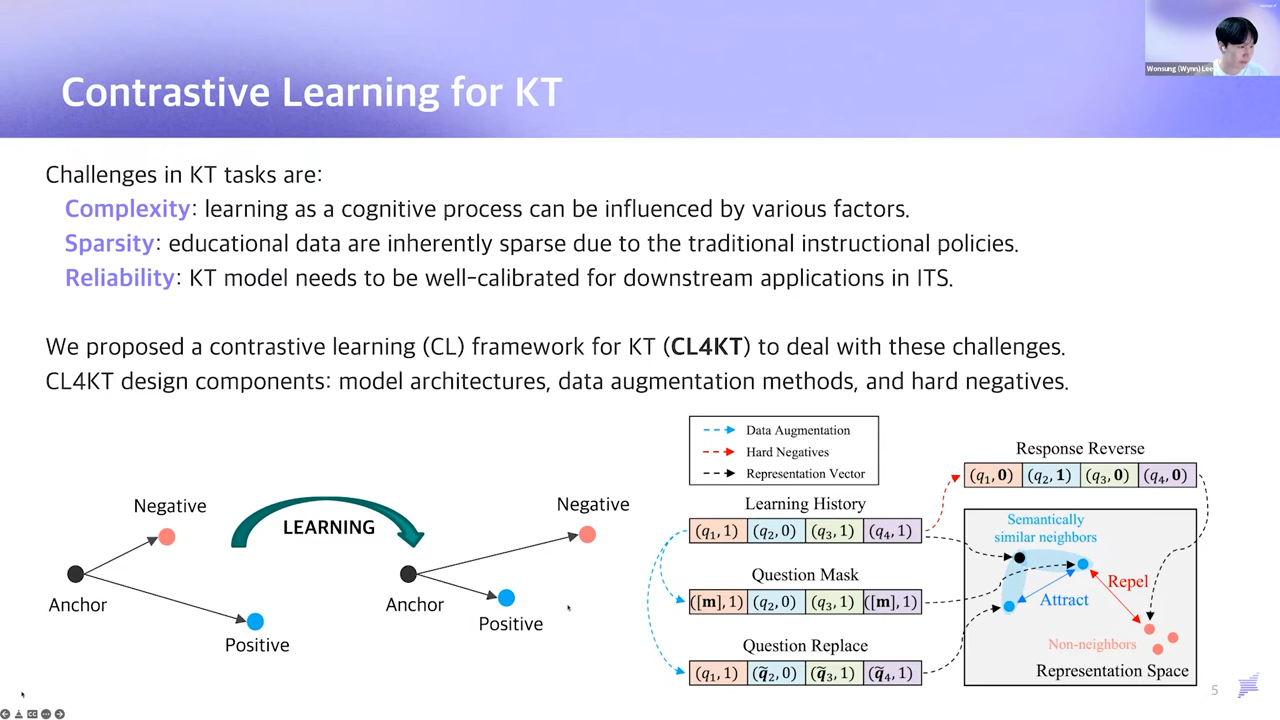 Wonsung (Wynn) Lee
Contrastive Learning for KT
Challenges in KT tasks are:
Complexity: learning as a cognitive process can be influenced by various factors.
Sparsity: educational data are inherently sparse due to the traditional instructional policies.
Reliability: KT model needs to be well-calibrated for downstream applications in ITS.
We proposed a contrastive learning (CL) framework for KT (CL4KT) to deal with these challenges.
CL4KT design components: model architectures, data augmentation methods, and hard negatives.
Negative
Anchor
Positive
LEARNING
Negative
Anchor
Positive
Data Augmentation
Hard Negatives
Representation Vector
Learning History
(q₁, 1) (q₂, 0) (q₃, 1) (q₄, 1)
Question Mask
([m], 1) (q₂, 0) (q₃, 1) ([m], 1)
Question Replace
(q₁, 1) (q̃₂, 0) (q̃₃, 1) (q̃₄, 1)
Response Reverse
(q₁, 0) (q₂, 1) (q₃, 0) (q₄, 0)
Semantically
similar neighbors
Repel
Attract
Non-neighbors
Representation Space
5